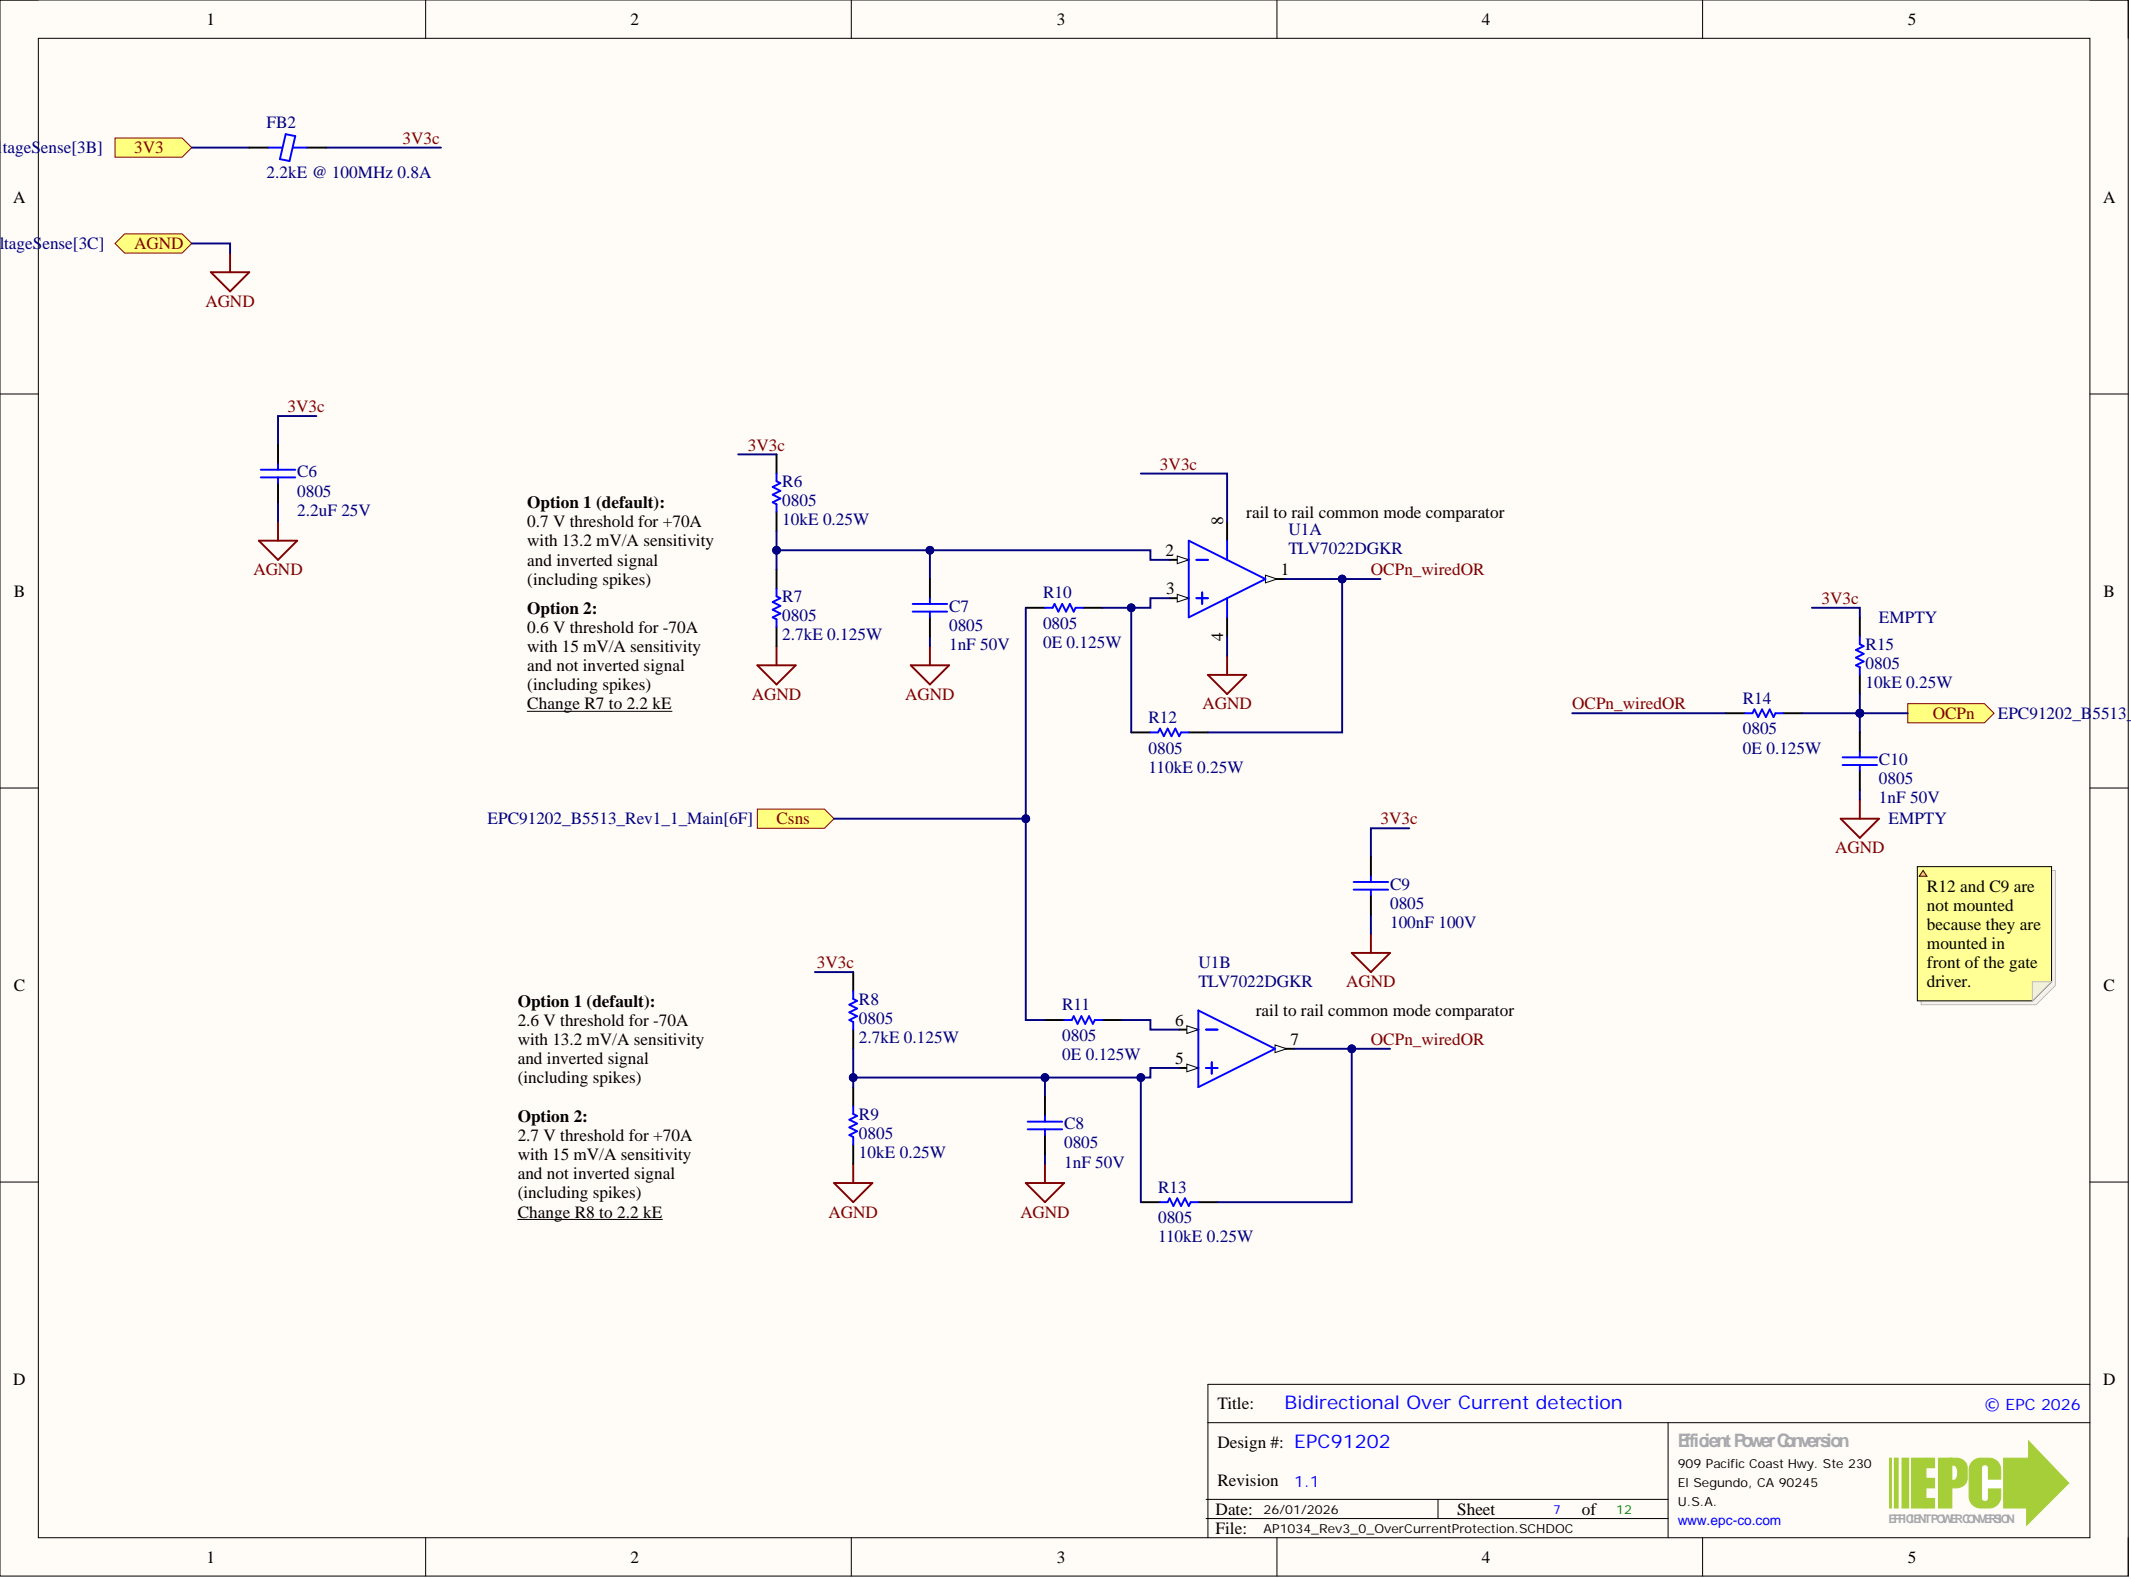 1
2
3
4
5
A
A
B
B
C
C
D
D
FB2
tageSense[3B]
3V3
3V3c
2.2kE @ 100MHz 0.8A
ltageSense[3C]
AGND
AGND
3V3c
C6
0805
2.2uF 25V
AGND
Option 1 (default):
0.7 V threshold for +70A
with 13.2 mV/A sensitivity
and inverted signal
(including spikes)
Option 2:
0.6 V threshold for -70A
with 15 mV/A sensitivity
and not inverted signal
(including spikes)
Change R7 to 2.2 kE
3V3c
R6
0805
10kE 0.25W
R7
0805
2.7kE 0.125W
AGND
C7
0805
1nF 50V
AGND
R10
0805
0E 0.125W
3V3c
8
rail to rail common mode comparator
U1A
TLV7022DGKR
2
3
1
4
OCPn_wiredOR
AGND
R12
0805
110kE 0.25W
3V3c
EMPTY
R15
0805
10kE 0.25W
OCPn_wiredOR
R14
0805
0E 0.125W
OCPn
EPC91202_B5513_
C10
0805
1nF 50V
EMPTY
AGND
EPC91202_B5513_Rev1_1_Main[6F]
Csns
3V3c
C9
0805
100nF 100V
AGND
R12 and C9 are
not mounted
because they are
mounted in
front of the gate
driver.
Option 1 (default):
2.6 V threshold for -70A
with 13.2 mV/A sensitivity
and inverted signal
(including spikes)
Option 2:
2.7 V threshold for +70A
with 15 mV/A sensitivity
and not inverted signal
(including spikes)
Change R8 to 2.2 kE
3V3c
R8
0805
2.7kE 0.125W
R9
0805
10kE 0.25W
AGND
C8
0805
1nF 50V
AGND
R11
0805
0E 0.125W
U1B
TLV7022DGKR
rail to rail common mode comparator
6
5
7
OCPn_wiredOR
R13
0805
110kE 0.25W
Title: Bidirectional Over Current detection © EPC 2026
Design #: EPC91202
Revision 1.1
Date: 26/01/2026 Sheet 7 of 12
File: AP1034_Rev3_0_OverCurrentProtection.SCHDOC
Efficient Power Conversion
909 Pacific Coast Hwy. Ste 230
El Segundo, CA 90245
U.S.A.
www.epc-co.com
EPC
EFFICIENT POWER CONVERSION
1
2
3
4
5